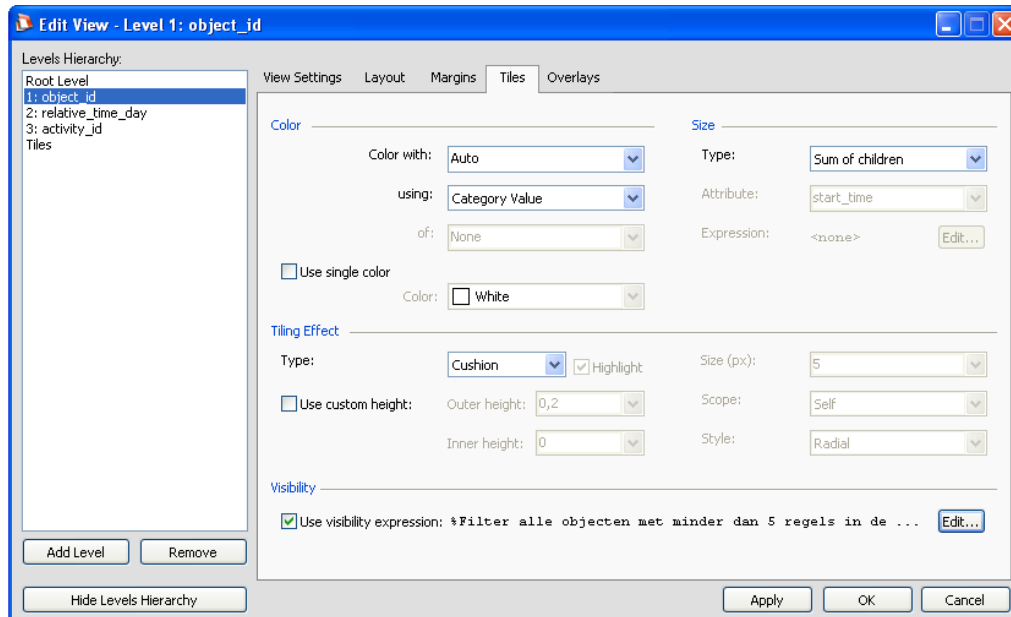 Edit View - Level 1: object_id
Levels Hierarchy:
Root Level
1: object_id
2: relative_time_day
3: activity_id
Tiles
Add Level Remove
Hide Levels Hierarchy
View Settings Layout Margins Tiles Overlays
Color
Color with: Auto
using: Category Value
of: None
Use single color
Color: White
Size
Type: Sum of children
Attribute: start_time
Expression: <none> Edit...
Tiling Effect
Type: Cushion Highlight Size (px): 5
Use custom height: Outer height: 0,2 Scope: Self
Inner height: 0 Style: Radial
Visibility
Use visibility expression: %Filter alle objecten met minder dan 5 regels in de ... Edit...
Apply OK Cancel